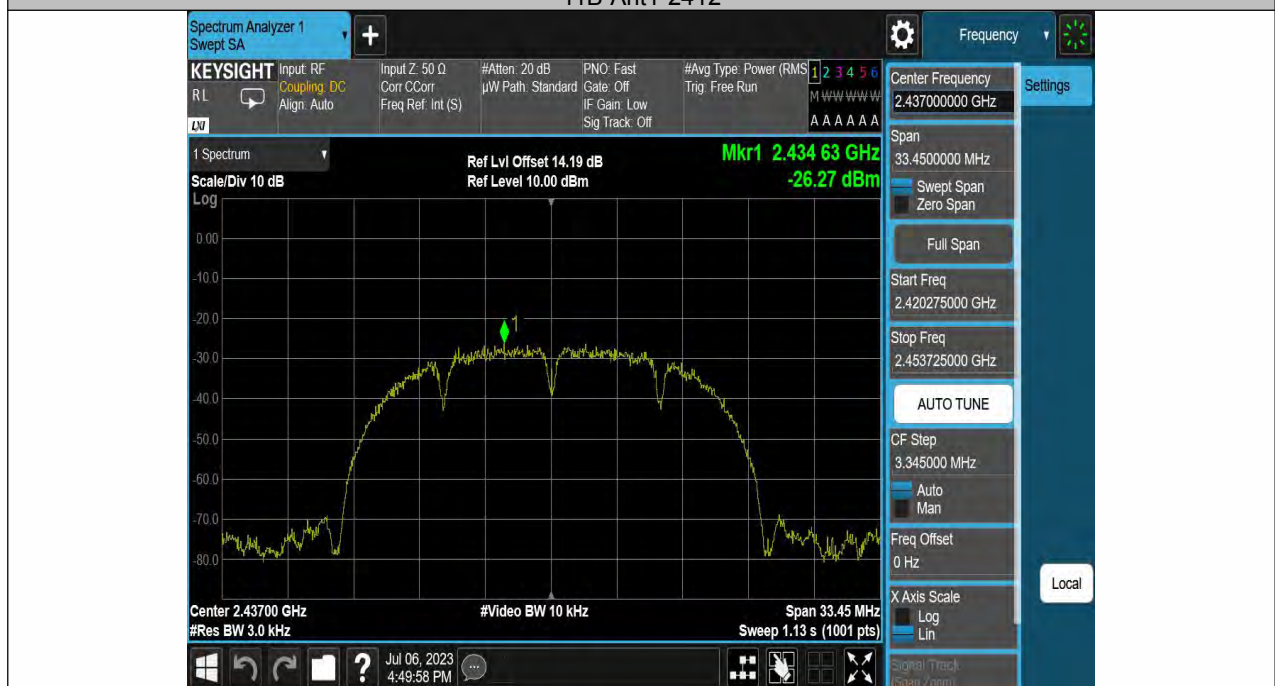 11B-Ant1-2412
Spectrum Analyzer 1
Swept SA
+
Frequency
KEYSIGHT
RL
LXI
Input: RF
Coupling: DC
Align: Auto
Input Z: 50 Ω
Corr CCorr
Freq Ref: Int (S)
#Atten: 20 dB
µW Path: Standard
PNO: Fast
Gate: Off
IF Gain: Low
Sig Track: Off
#Avg Type: Power (RMS
Trig: Free Run
1 2 3 4 5 6
M W W W W W
A A A A A A
Center Frequency
2.437000000 GHz
Settings
Span
33.4500000 MHz
Swept Span
Zero Span
Full Span
Start Freq
2.420275000 GHz
Stop Freq
2.453725000 GHz
AUTO TUNE
CF Step
3.345000 MHz
Auto
Man
Freq Offset
0 Hz
X Axis Scale
Log
Lin
Signal Track
(Span Zoom)
Local
1 Spectrum
Scale/Div 10 dB
Log
Ref Lvl Offset 14.19 dB
Ref Level 10.00 dBm
Mkr1 2.434 63 GHz
-26.27 dBm
0.00
-10.0
-20.0
1
-30.0
-40.0
-50.0
-60.0
-70.0
-80.0
Center 2.43700 GHz
#Video BW 10 kHz
Span 33.45 MHz
#Res BW 3.0 kHz
Sweep 1.13 s (1001 pts)
?
Jul 06, 2023
4:49:58 PM